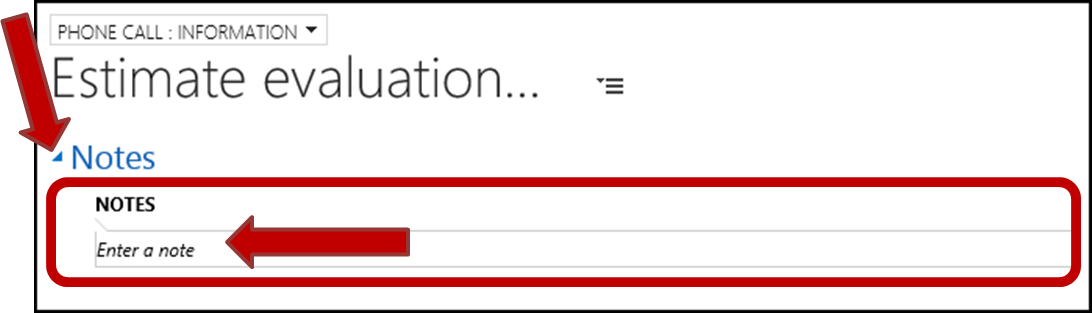 PHONE CALL : INFORMATION
Estimate evaluation...
Notes
NOTES
Enter a note